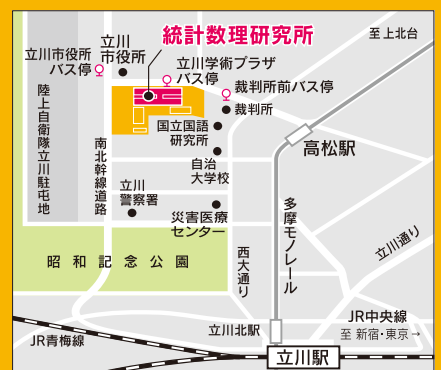 統計数理研究所
至上北台
立川市役所
バス停
立川
市役所
立川学術プラザ
バス停
裁判所前バス停
裁判所
国立国語
研究所
高松駅
自治
大学校
陸上自衛隊立川駐屯地
南北幹線道路
立川
警察署
災害医療
センター
多摩モノレール
立川通り
西大通り
昭和記念公園
立川北駅
JR中央線
至 新宿・東京→
JR青梅線
立川駅